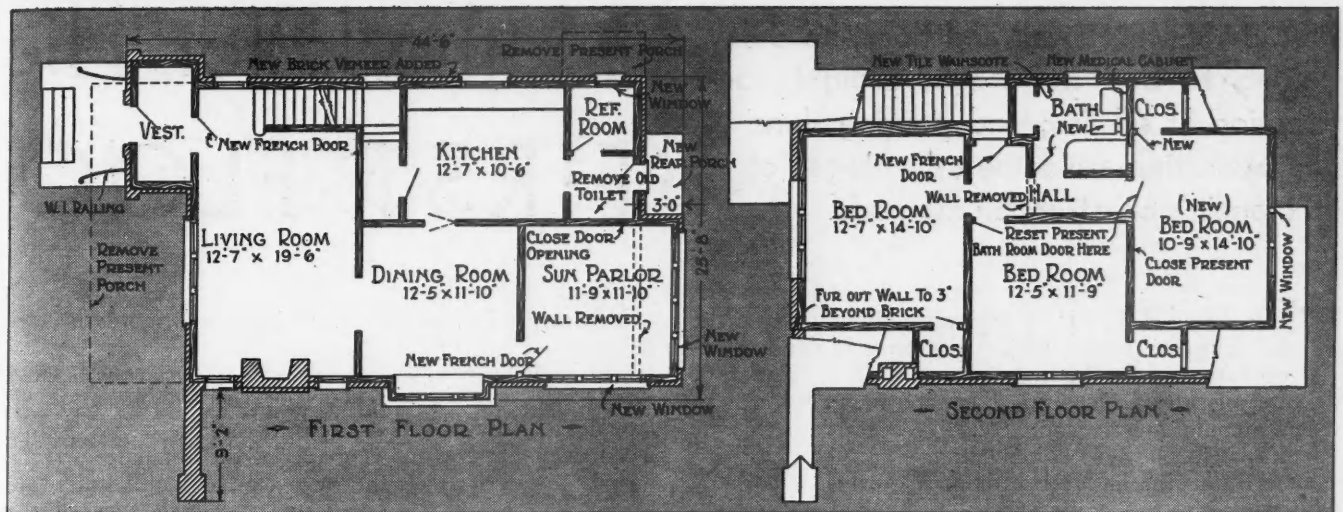 44'-6"
REMOVE PRESENT PORCH
NEW BRICK VENEER ADDED
NEW
WINDOW
VEST.
NEW FRENCH DOOR
REF.
ROOM
KITCHEN
12'-7" x 10'-6"
NEW
REAR PORCH
REMOVE OLD
TOILET
3'-0"
W.I. RAILING
REMOVE
PRESENT
PORCH
LIVING ROOM
12'-7" x 19'-6"
CLOSE DOOR
OPENING
DINING ROOM
12'-5" x 11'-10"
SUN PARLOR
11'-9" x 11'-10"
25'-8"
WALL REMOVED
NEW FRENCH DOOR
NEW
WINDOW
NEW WINDOW
9'-2"
FIRST FLOOR PLAN
NEW TILE WAINSCOTE
NEW MEDICAL CABINET
BATH
CLOS.
NEW
NEW
NEW FRENCH
DOOR
WALL REMOVED
HALL
BED ROOM
12'-7" x 14'-10"
(NEW)
BED ROOM
10'-9" x 14'-10"
RESET PRESENT
BATH ROOM DOOR HERE
CLOSE PRESENT
DOOR
BED ROOM
12'-5" x 11'-9"
NEW WINDOW
FUR OUT WALL TO 3"
BEYOND BRICK
CLOS.
CLOS.
SECOND FLOOR PLAN